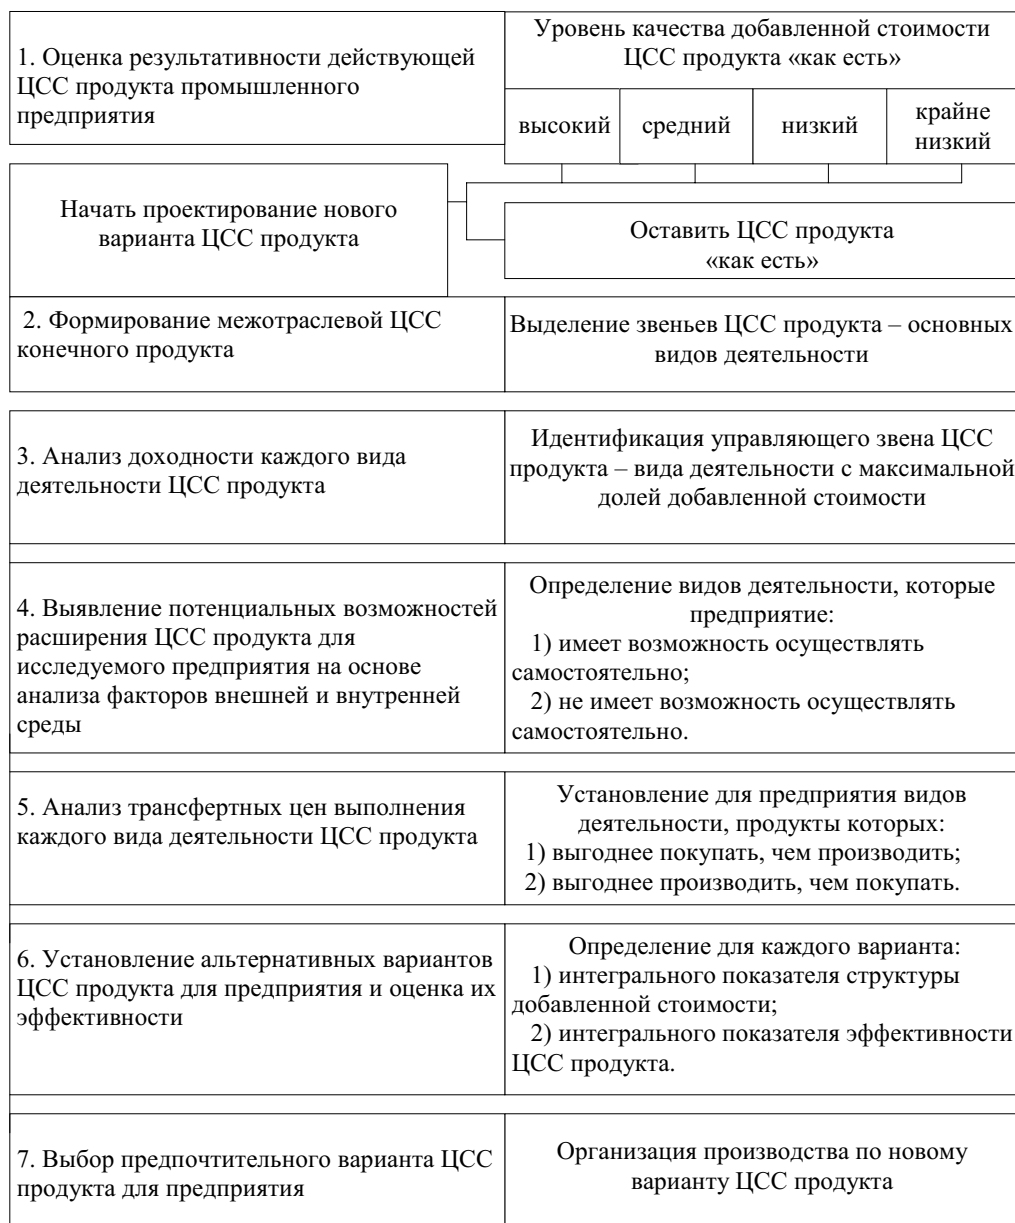 1. Оценка результативности действующей
ЦСС продукта промышленного
предприятия
Уровень качества добавленной стоимости
ЦСС продукта «как есть»
высокий
средний
низкий
крайне
низкий
Начать проектирование нового
варианта ЦСС продукта
Оставить ЦСС продукта
«как есть»
2. Формирование межотраслевой ЦСС
конечного продукта
Выделение звеньев ЦСС продукта – основных
видов деятельности
3. Анализ доходности каждого вида
деятельности ЦСС продукта
Идентификация управляющего звена ЦСС
продукта – вида деятельности с максимальной
долей добавленной стоимости
4. Выявление потенциальных возможностей
расширения ЦСС продукта для
исследуемого предприятия на основе
анализа факторов внешней и внутренней
среды
Определение видов деятельности, которые
предприятие:
1) имеет возможность осуществлять
самостоятельно;
2) не имеет возможность осуществлять
самостоятельно.
5. Анализ трансфертных цен выполнения
каждого вида деятельности ЦСС продукта
Установление для предприятия видов
деятельности, продукты которых:
1) выгоднее покупать, чем производить;
2) выгоднее производить, чем покупать.
6. Установление альтернативных вариантов
ЦСС продукта для предприятия и оценка их
эффективности
Определение для каждого варианта:
1) интегрального показателя структуры
добавленной стоимости;
2) интегрального показателя эффективности
ЦСС продукта.
7. Выбор предпочтительного варианта ЦСС
продукта для предприятия
Организация производства по новому
варианту ЦСС продукта